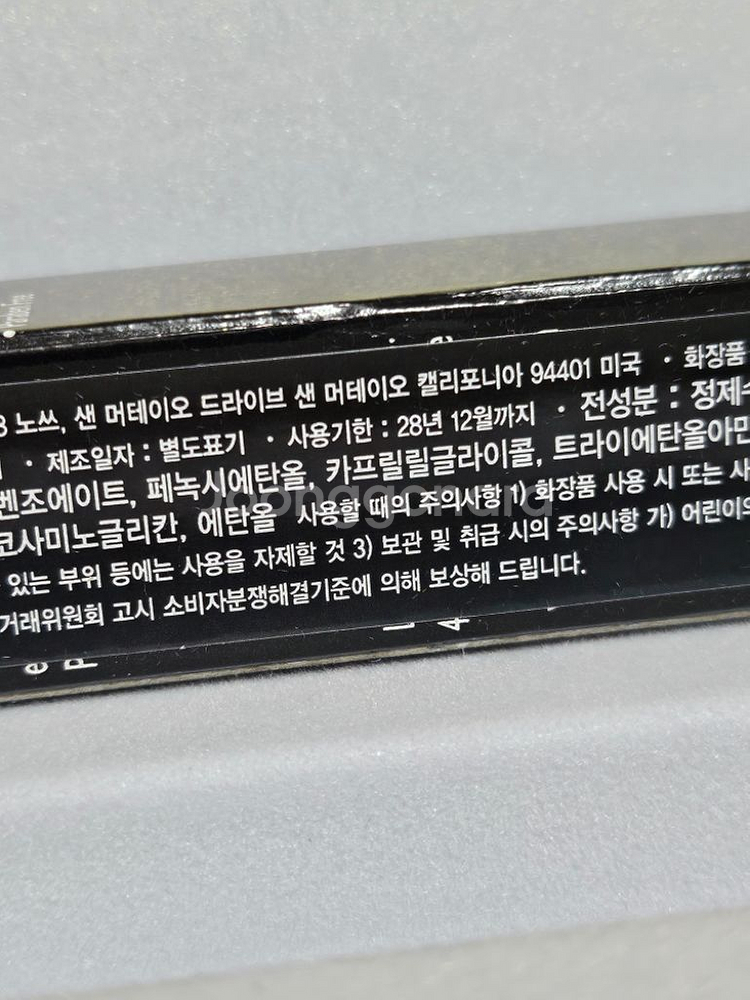 노쓰, 샌 머테이오 드라이브 샌 머테이오 캘리포니아 94401 미국 · 화장품
· 제조일자 : 별도표기 · 사용기한 : 28년 12월까지 · 전성분 : 정제
벤조에이트, 페녹시에탄올, 카프릴릴글라이콜, 트라이에탄올아민
코사미노글리칸, 에탄올 사용할 때의 주의사항 1) 화장품 사용 시 또는 사
있는 부위 등에는 사용을 자제할 것 3) 보관 및 취급 시의 주의사항 가) 어린이의
거래위원회 고시 소비자분쟁해결기준에 의해 보상해 드립니다.
Joonggonara